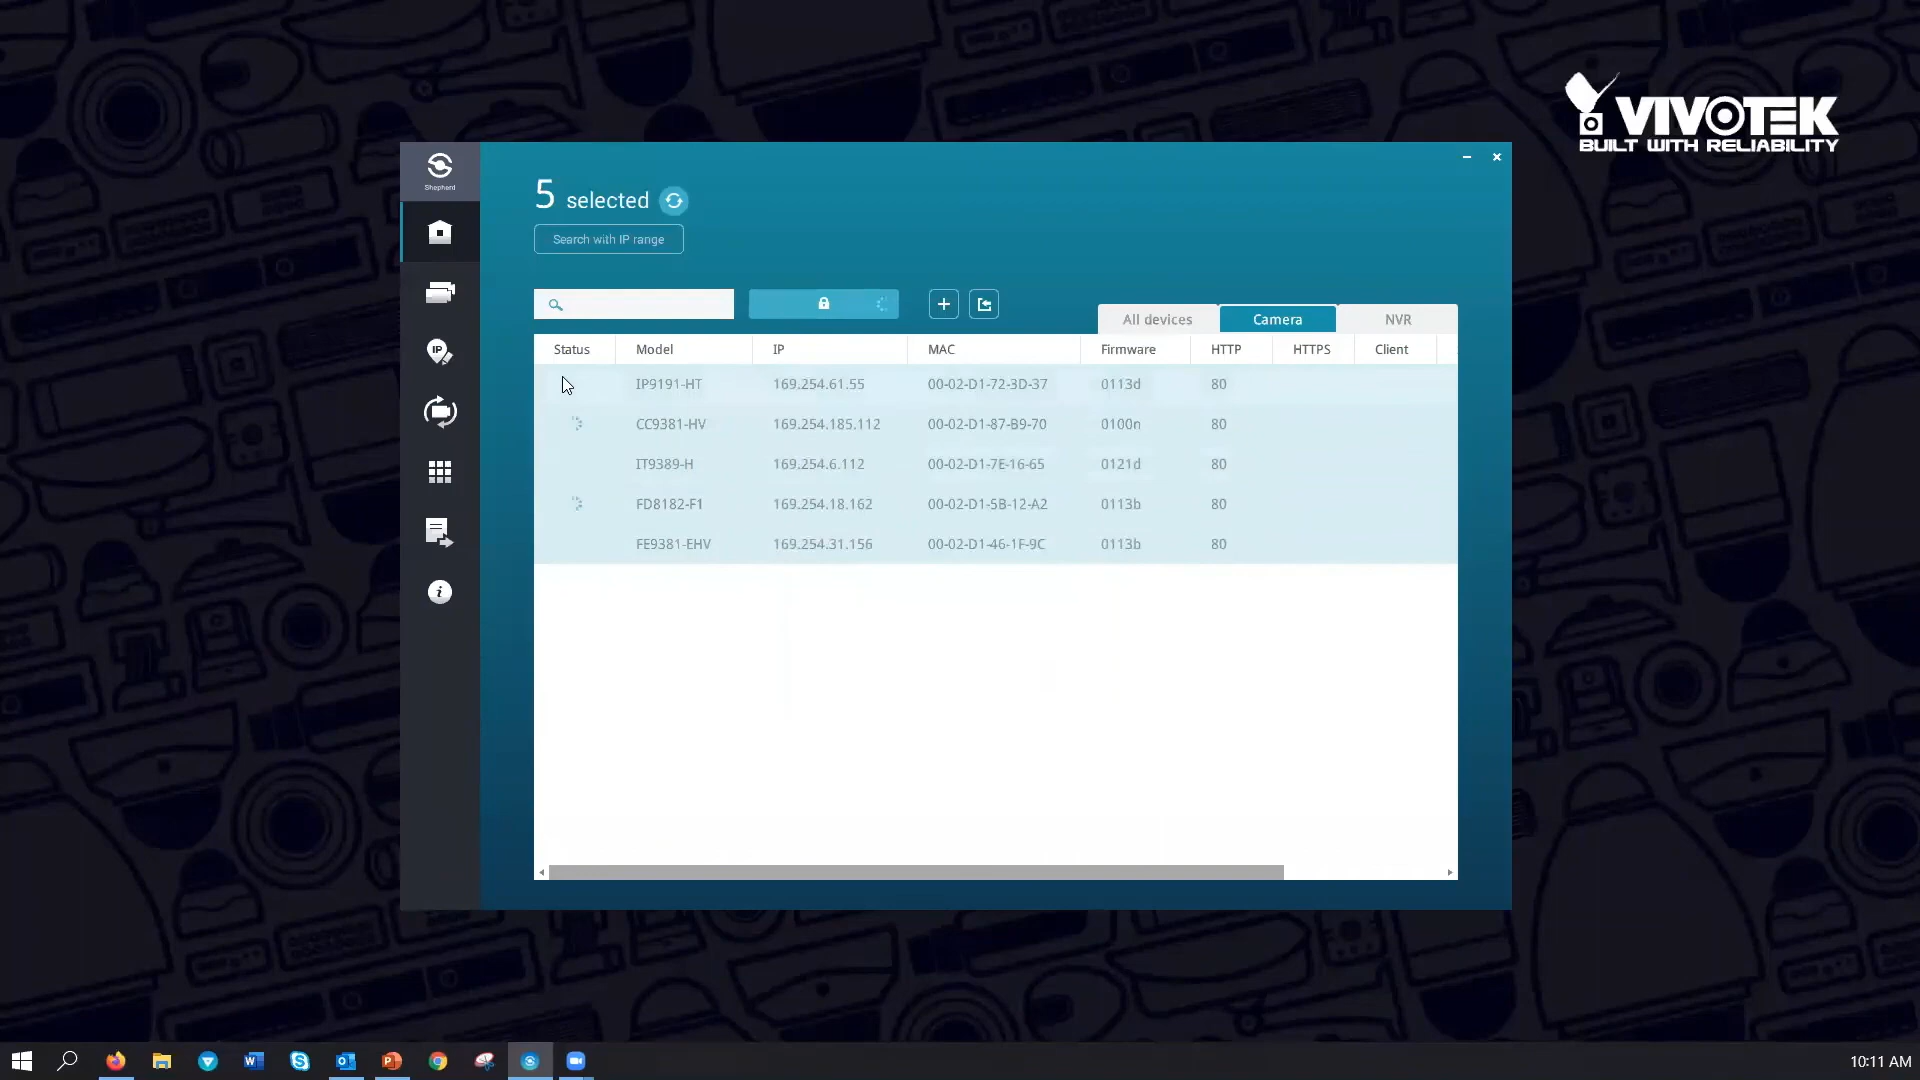 VIVOTEK
BUILT WITH RELIABILITY
Shepherd
5 selected
Search with IP range
All devices Camera NVR
Status Model IP MAC Firmware HTTP HTTPS Client
IP9191-HT 169.254.61.55 00-02-D1-72-3D-37 0113d 80
CC9381-HV 169.254.185.112 00-02-D1-87-B9-70 0100n 80
IT9389-H 169.254.6.112 00-02-D1-7E-16-65 0121d 80
FD8182-F1 169.254.18.162 00-02-D1-5B-12-A2 0113b 80
FE9381-EHV 169.254.31.156 00-02-D1-46-1F-9C 0113b 80
IP
10:11 AM